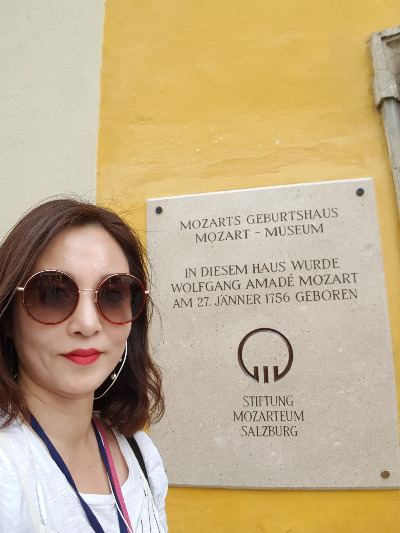 MOZARTS GEBURTSHAUS
MOZART - MUSEUM
IN DIESEM HAUS WURDE
WOLFGANG AMADÉ MOZART
AM 27. JÄNNER 1756 GEBOREN
STIFTUNG
MOZARTEUM
SALZBURG